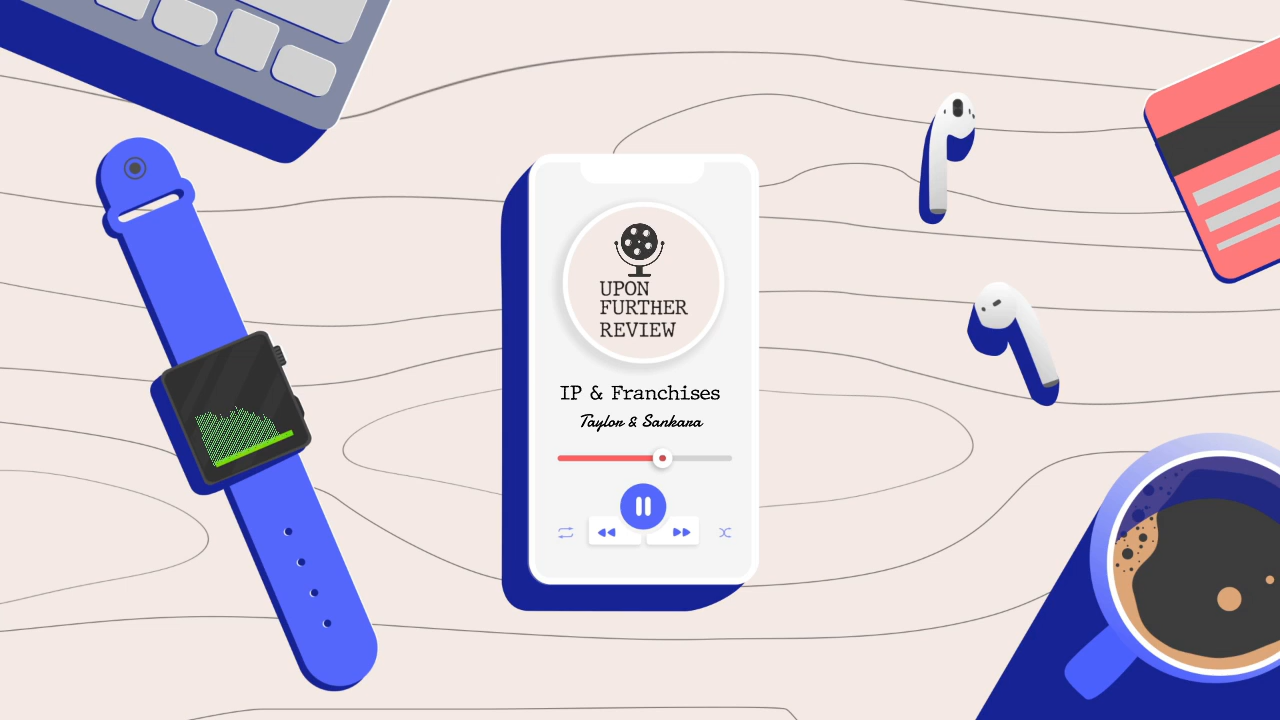 UPON
FURTHER
REVIEW
IP & Franchises
Taylor & Sankara